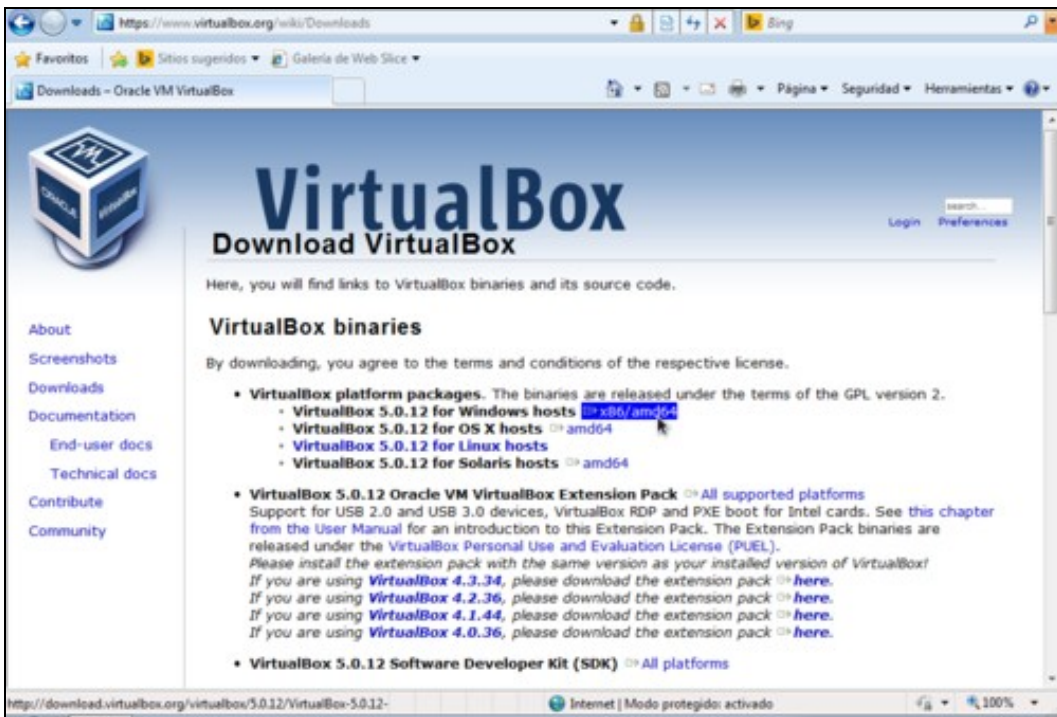 https://www.virtualbox.org/wiki/Downloads
Bing
Favoritos
Sitios sugeridos
Galería de Web Slice
Downloads – Oracle VM VirtualBox
Página
Seguridad
Herramientas
ORACLE
VirtualBox
VirtualBox
search...
Login
Preferences
Download VirtualBox
Here, you will find links to VirtualBox binaries and its source code.
About
Screenshots
Downloads
Documentation
End-user docs
Technical docs
Contribute
Community
VirtualBox binaries
By downloading, you agree to the terms and conditions of the respective license.
• VirtualBox platform packages. The binaries are released under the terms of the GPL version 2.
◦ VirtualBox 5.0.12 for Windows hosts x86/amd64
◦ VirtualBox 5.0.12 for OS X hosts amd64
◦ VirtualBox 5.0.12 for Linux hosts
◦ VirtualBox 5.0.12 for Solaris hosts amd64
• VirtualBox 5.0.12 Oracle VM VirtualBox Extension Pack All supported platforms
Support for USB 2.0 and USB 3.0 devices, VirtualBox RDP and PXE boot for Intel cards. See this chapter
from the User Manual for an introduction to this Extension Pack. The Extension Pack binaries are
released under the VirtualBox Personal Use and Evaluation License (PUEL).
Please install the extension pack with the same version as your installed version of VirtualBox!
If you are using VirtualBox 4.3.34, please download the extension pack here.
If you are using VirtualBox 4.2.36, please download the extension pack here.
If you are using VirtualBox 4.1.44, please download the extension pack here.
If you are using VirtualBox 4.0.36, please download the extension pack here.
• VirtualBox 5.0.12 Software Developer Kit (SDK) All platforms
http://download.virtualbox.org/virtualbox/5.0.12/VirtualBox-5.0.12-
Internet | Modo protegido: activado
100%